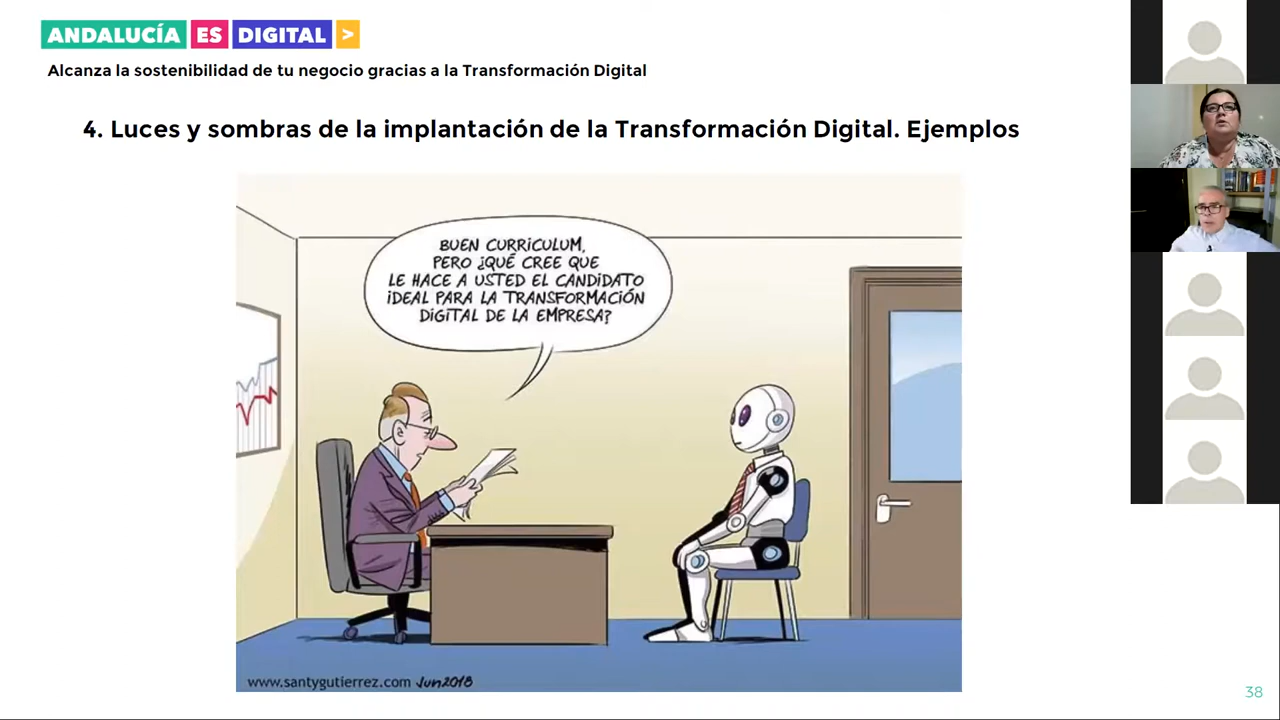 ANDALUCÍA ES DIGITAL >
Alcanza la sostenibilidad de tu negocio gracias a la Transformación Digital
4. Luces y sombras de la implantación de la Transformación Digital. Ejemplos
BUEN CURRiCULUM,
PERO ¿QUÉ CREE QUE
LE HACE A USTED EL CANDiDATO
iDEAL PARA LA TRANSFORMACiÓN
DiGiTAL DE LA EMPRESA?
www.santygutierrez.com Jun2018
38